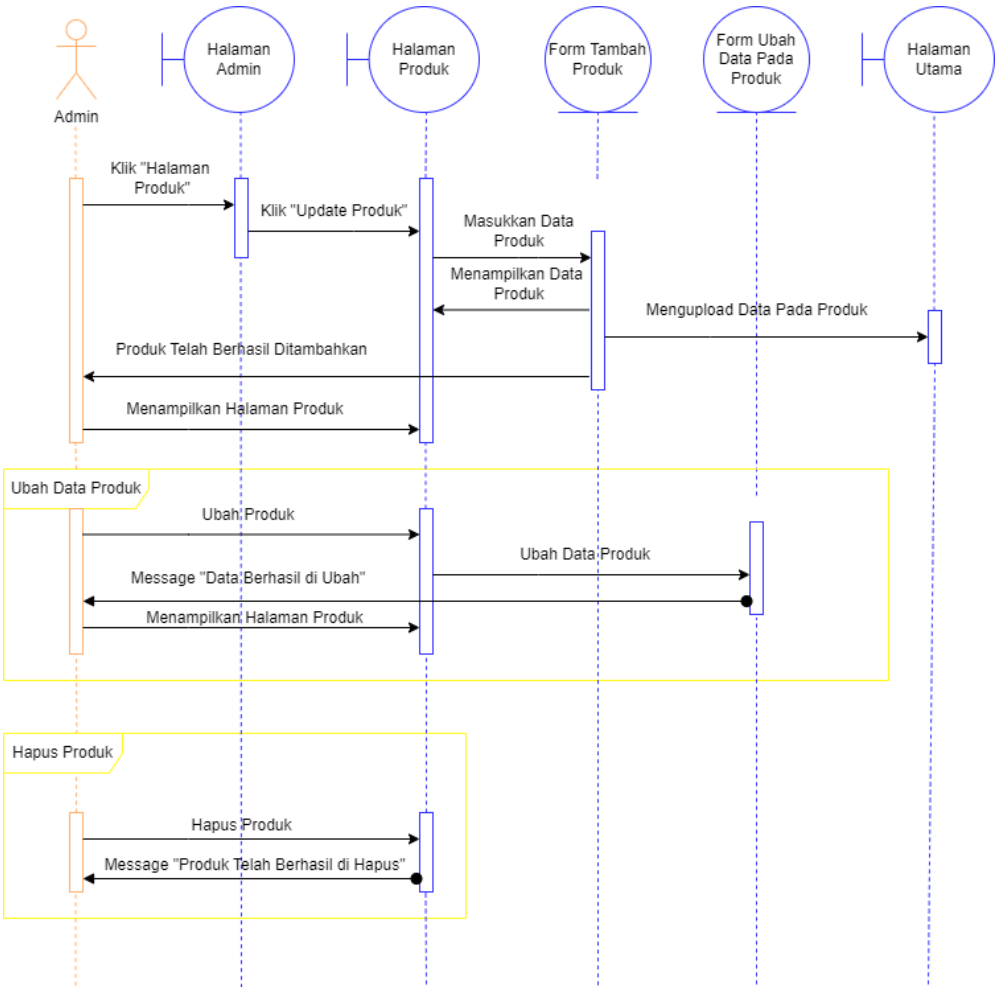 Halaman
Admin
Halaman
Produk
Form Tambah
Produk
Form Ubah
Data Pada
Produk
Halaman
Utama
Admin
Klik "Halaman
Produk"
Klik "Update Produk"
Masukkan Data
Produk
Menampilkan Data
Produk
Mengupload Data Pada Produk
Produk Telah Berhasil Ditambahkan
Menampilkan Halaman Produk
Ubah Data Produk
Ubah Produk
Ubah Data Produk
Message "Data Berhasil di Ubah"
Menampilkan Halaman Produk
Hapus Produk
Hapus Produk
Message "Produk Telah Berhasil di Hapus"